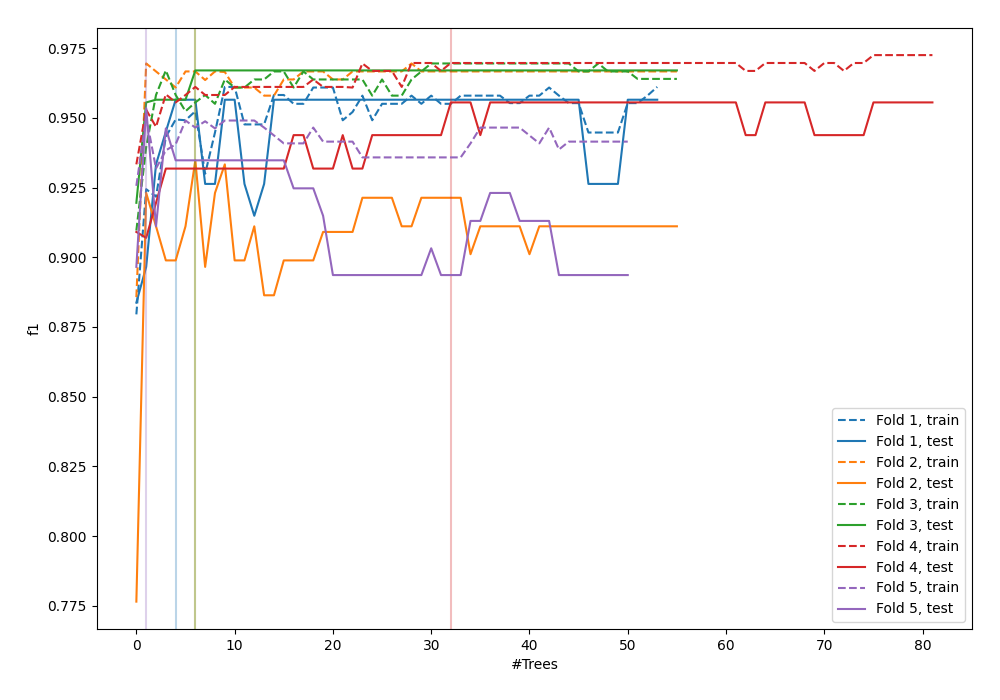 0.975
0.950
0.925
0.900
0.875
0.850
0.825
0.800
0.775
f1
0 10 20 30 40 50 60 70 80
#Trees
Fold 1, train
Fold 1, test
Fold 2, train
Fold 2, test
Fold 3, train
Fold 3, test
Fold 4, train
Fold 4, test
Fold 5, train
Fold 5, test